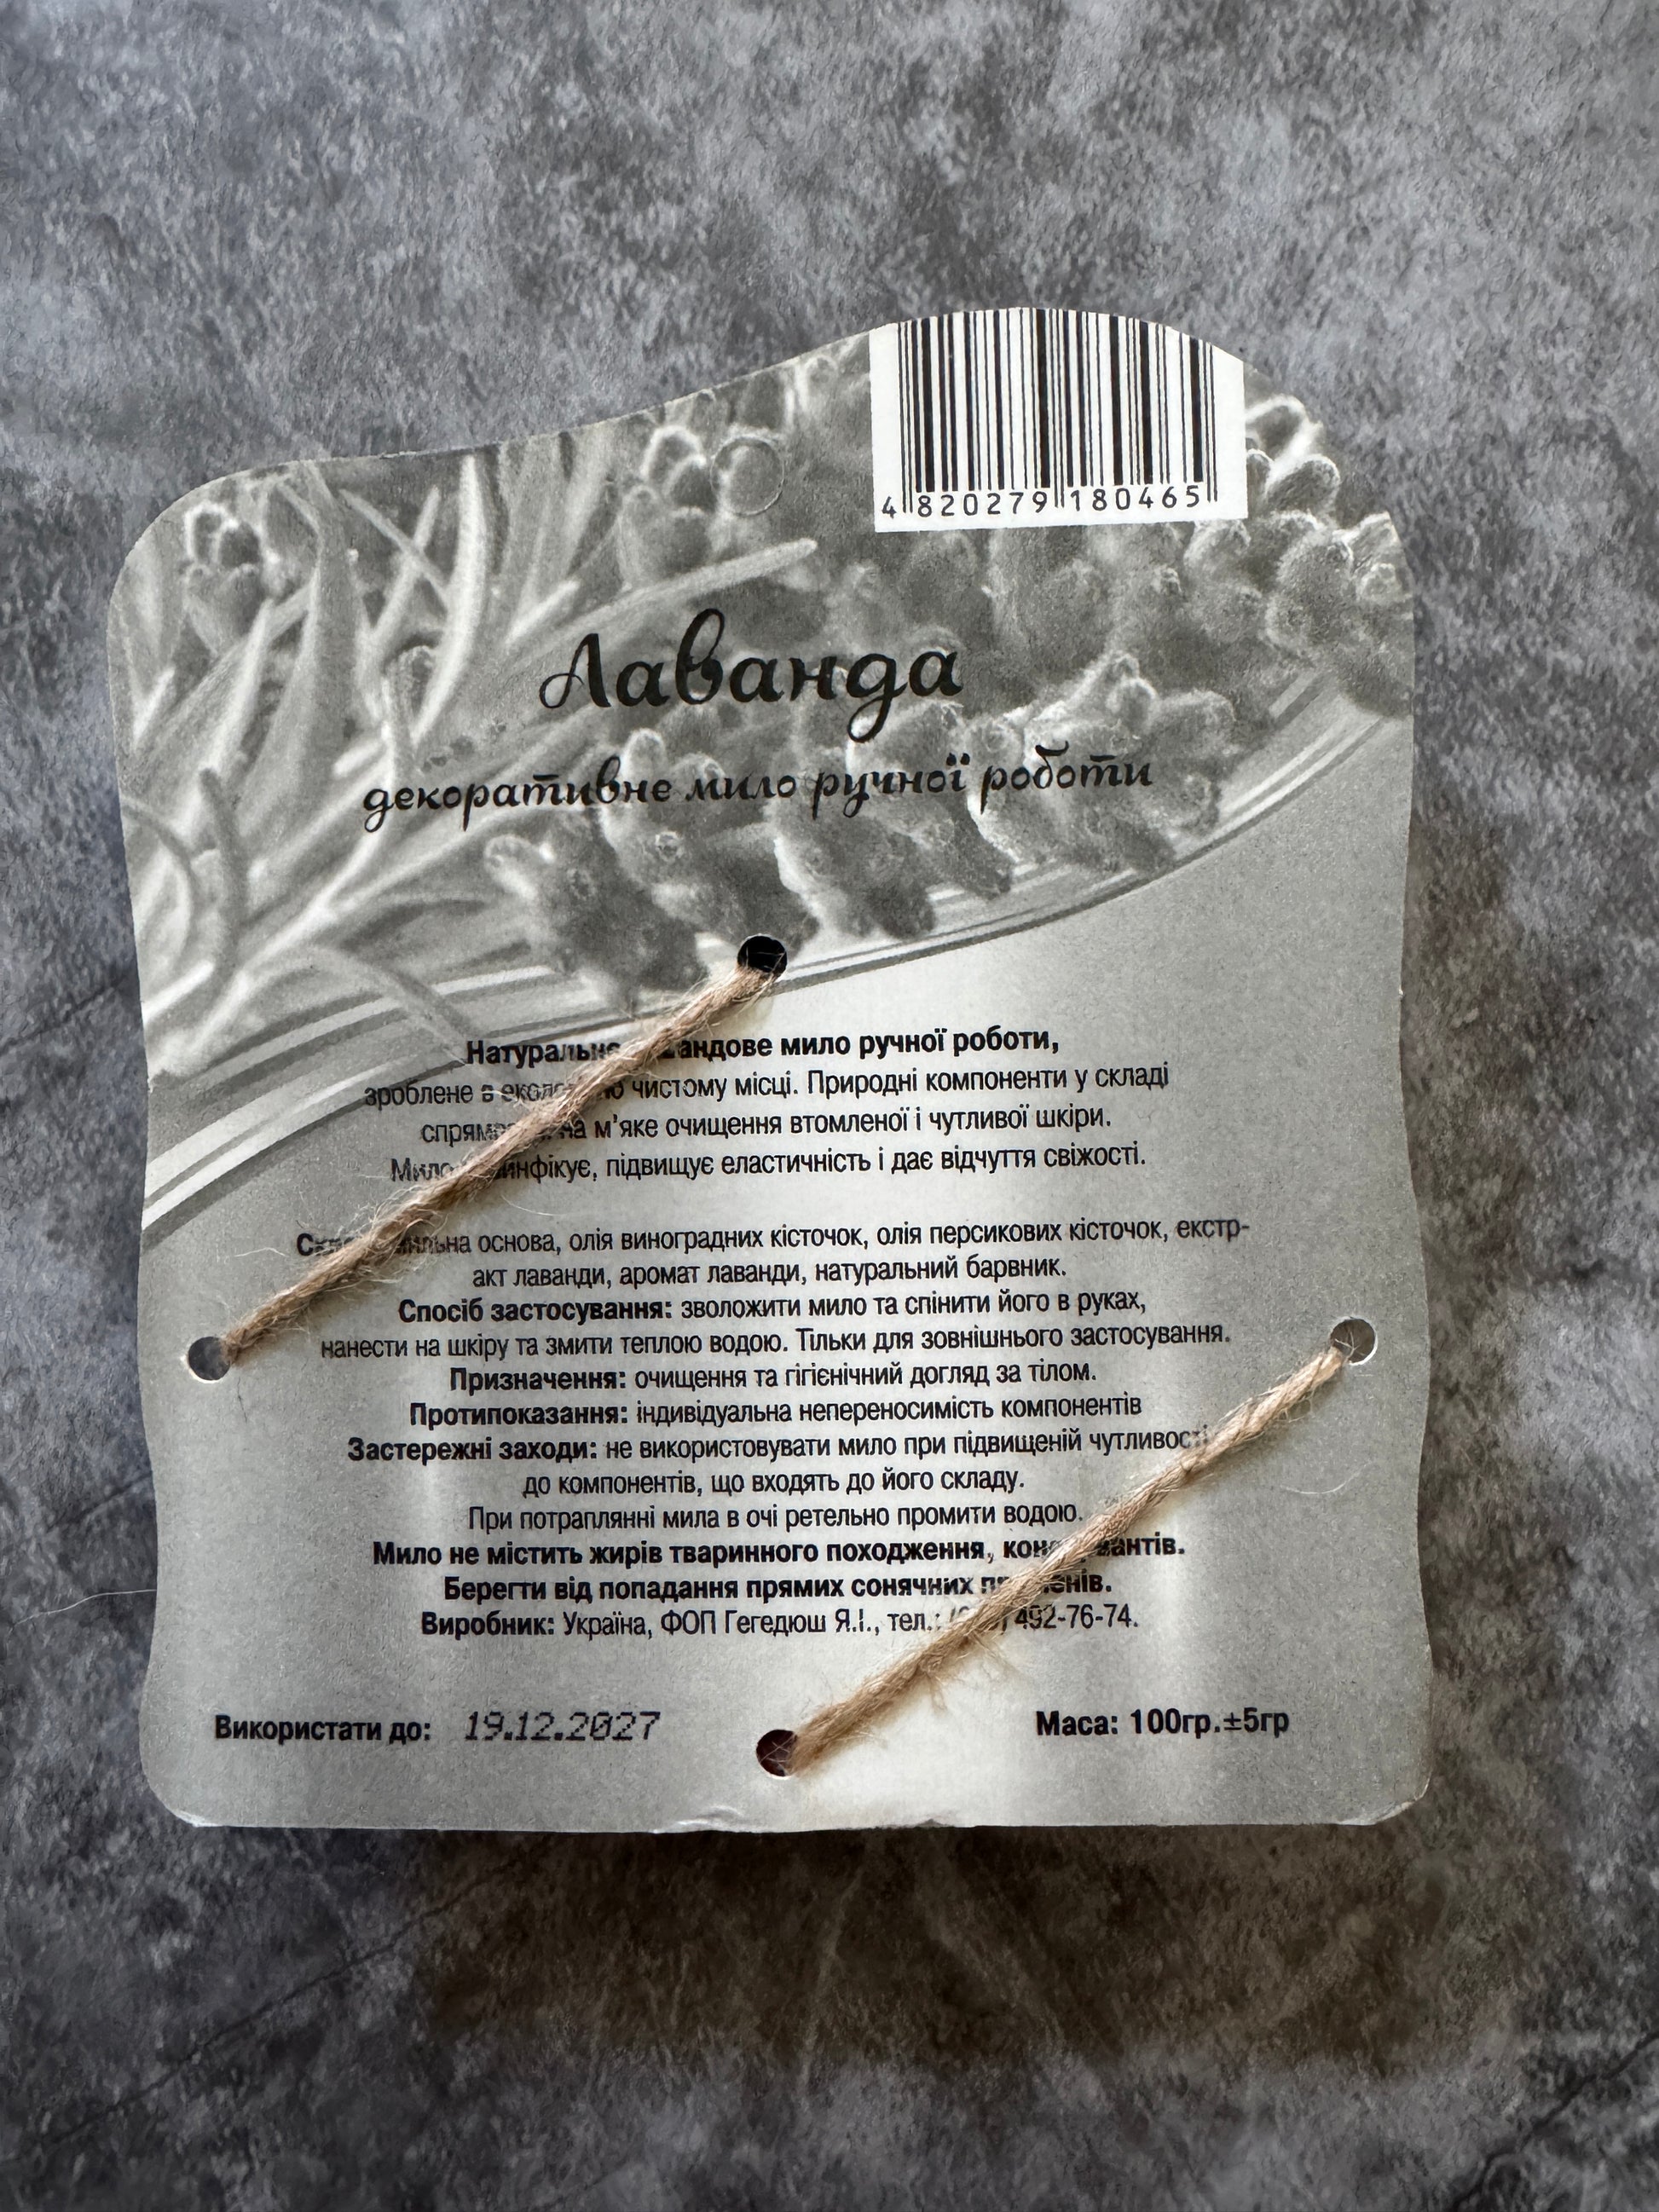 4 820279 180465
Лаванда
декоративне мило ручної роботи
Натуральне лавандове мило ручної роботи,
зроблене в чистому місці. Природні компоненти у складі
на м'яке очищення втомленої і чутливої шкіри.
Мило підвищує еластичність і дає відчуття свіжості.
основа, олія виноградних кісточок, олія персикових кісточок, екстр-
акт лаванди, аромат лаванди, натуральний барвник.
Спосіб застосування: зволожити мило та спінити його в руках,
нанести на шкіру та змити теплою водою. Тільки для зовнішнього застосування.
Призначення: очищення та гігієнічний догляд за тілом.
Протипоказання: індивідуальна непереносимість компонентів
Застережні заходи: не використовувати мило при підвищеній чутливості
до компонентів, що входять до його складу.
При потраплянні мила в очі ретельно промити водою.
Мило не містить жирів тваринного походження, консервантів.
Берегти від попадання прямих сонячних променів.
Виробник: Україна, ФОП Гегедюш Я.І., тел.: 492-76-74.
Використати до: 19.12.2027
Маса: 100гр.±5гр